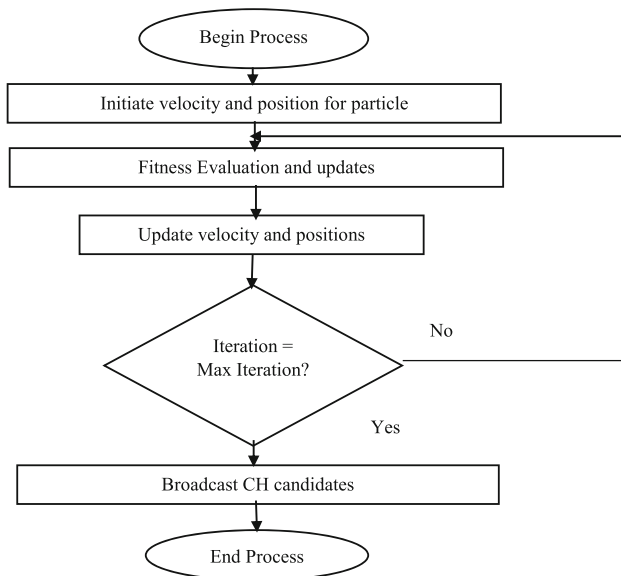 Begin Process
Initiate velocity and position for particle
Fitness Evaluation and updates
Update velocity and positions
Iteration =
Max Iteration?
No
Yes
Broadcast CH candidates
End Process